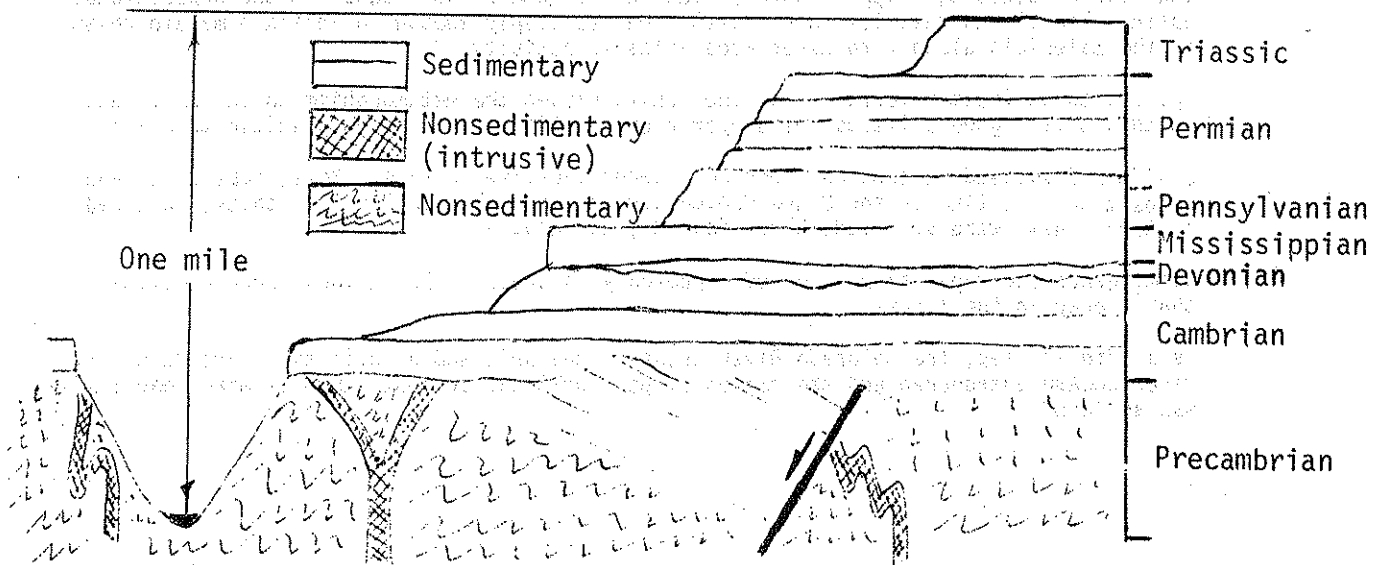 Sedimentary
Nonsedimentary
(intrusive)
Nonsedimentary
One mile
Triassic
Permian
Pennsylvanian
Mississippian
Devonian
Cambrian
Precambrian